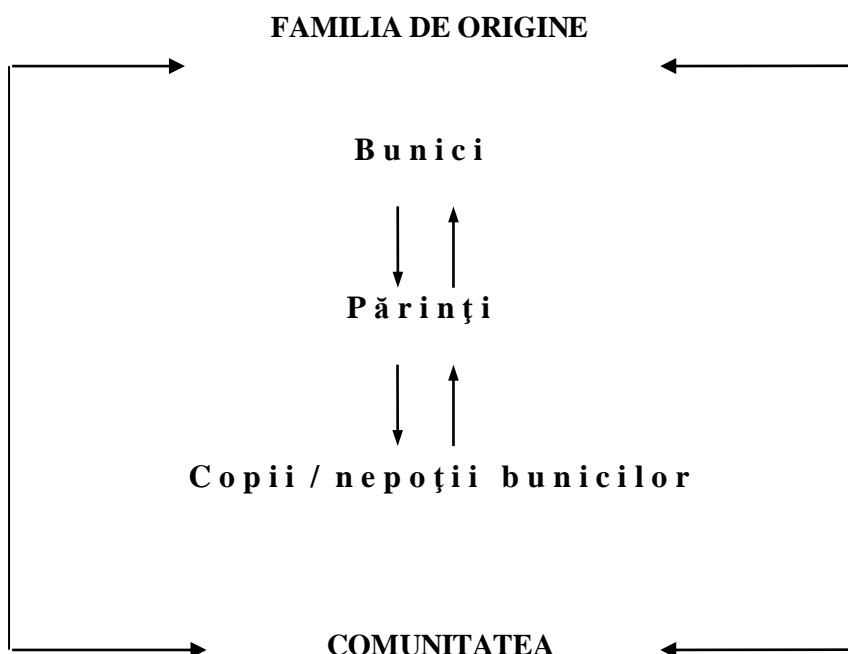 FAMILIA DE ORIGINE
Bunici
Părinţi
Copii / nepoţii bunicilor
COMUNITATEA